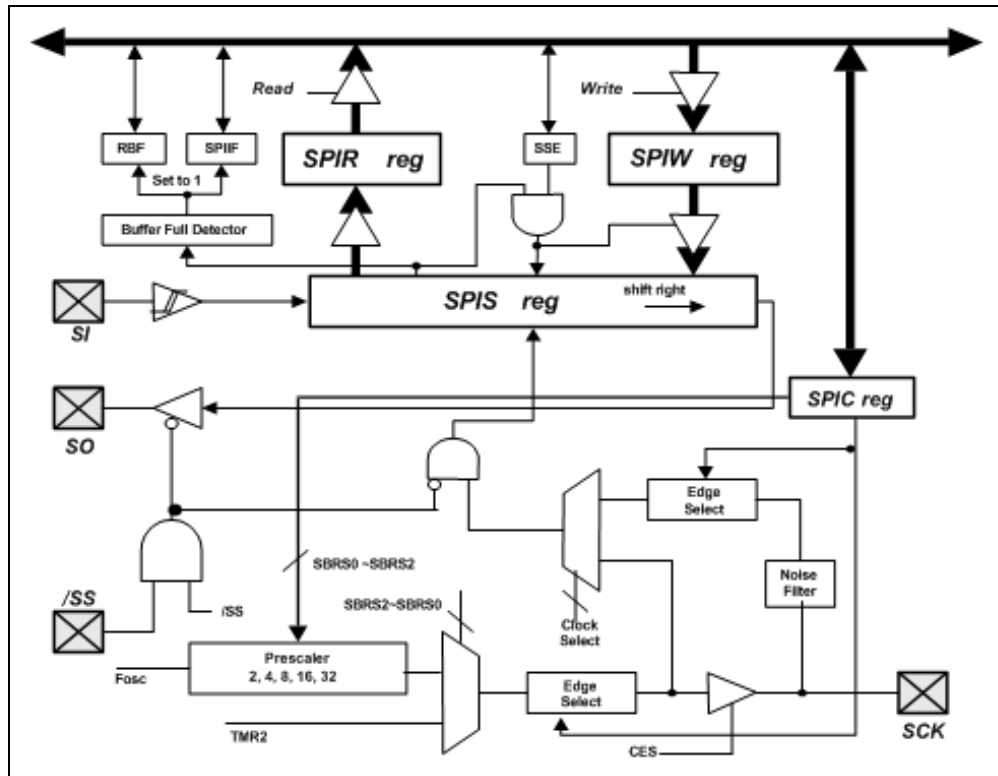 Read
Write
RBF
SPIIF
SPIR reg
SSE
SPIW reg
Set to 1
Buffer Full Detector
SPIS reg
shift right
SI
SPIC reg
SO
Edge
Select
Noise
Filter
SBRS0 ~SBRS2
/SS
/SS
SBRS2~SBRS0
Clock
Select
Prescaler
2, 4, 8, 16, 32
Fosc
Edge
Select
TMR2
CES
SCK